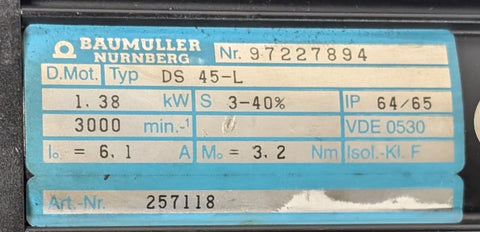 BAUMÜLLER NÜRNBERG Nr. 97227894
D.Mot. Typ DS 45-L
1.38 kW S 3-40% IP 64/65
3000 min.-¹ VDE 0530
I₀ = 6,1 A M₀ = 3,2 Nm Isol.-Kl. F
Art.-Nr. 257118